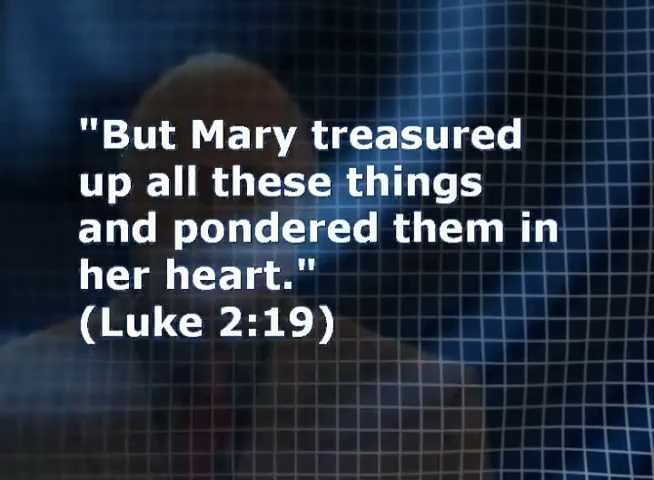 "But Mary treasured
up all these things
and pondered them in
her heart."
(Luke 2:19)